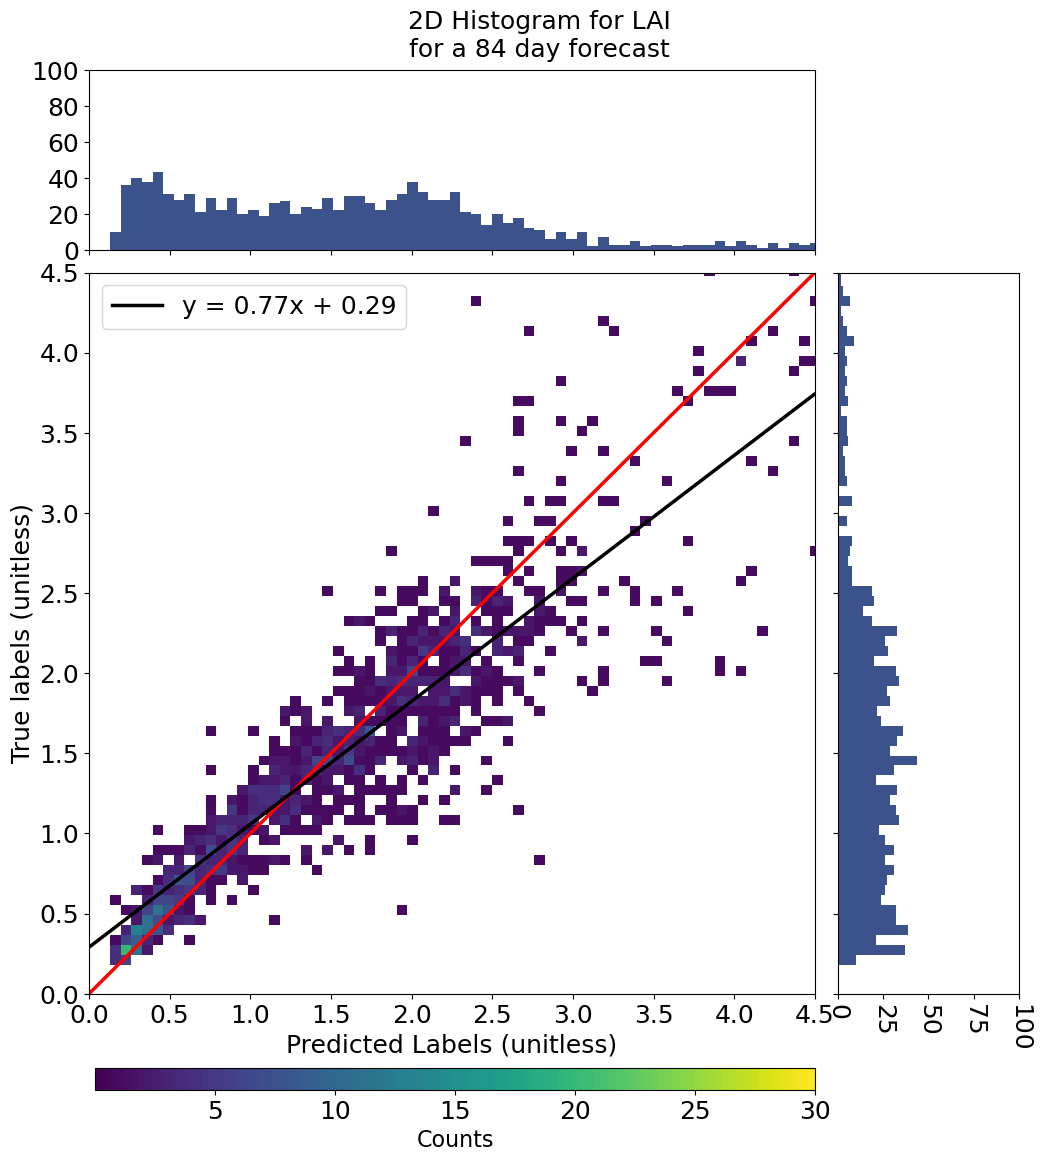 2D Histogram for LAI
for a 84 day forecast
100
80
60
40
20
0
4.5
4.0
3.5
3.0
2.5
2.0
1.5
1.0
0.5
0.0
True labels (unitless)
y = 0.77x + 0.29
0.0 0.5 1.0 1.5 2.0 2.5 3.0 3.5 4.0 4.5
Predicted Labels (unitless)
0 25 50 75 100
5 10 15 20 25 30
Counts